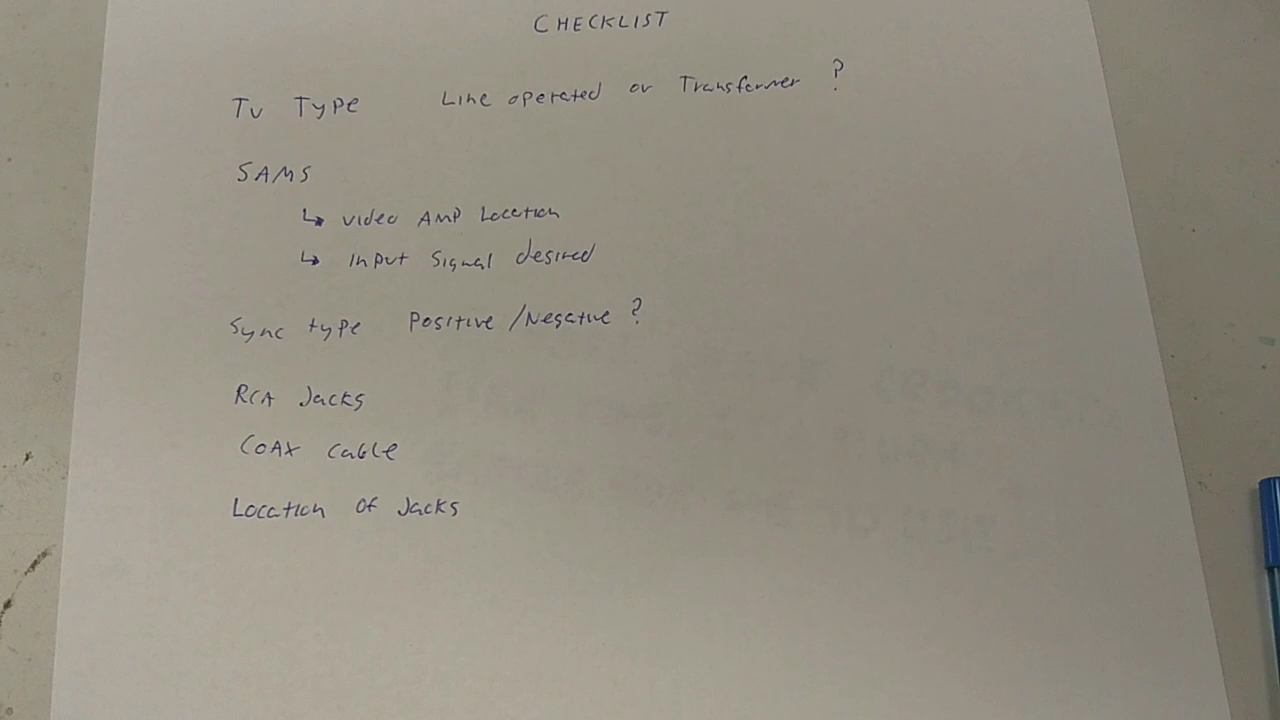 CHECKLIST
TV Type Line operated or Transformer ?
SAMS
↳ video AMP Location
↳ input signal desired
Sync type Positive/Negative ?
RCA Jacks
COAX Cable
Location of Jacks